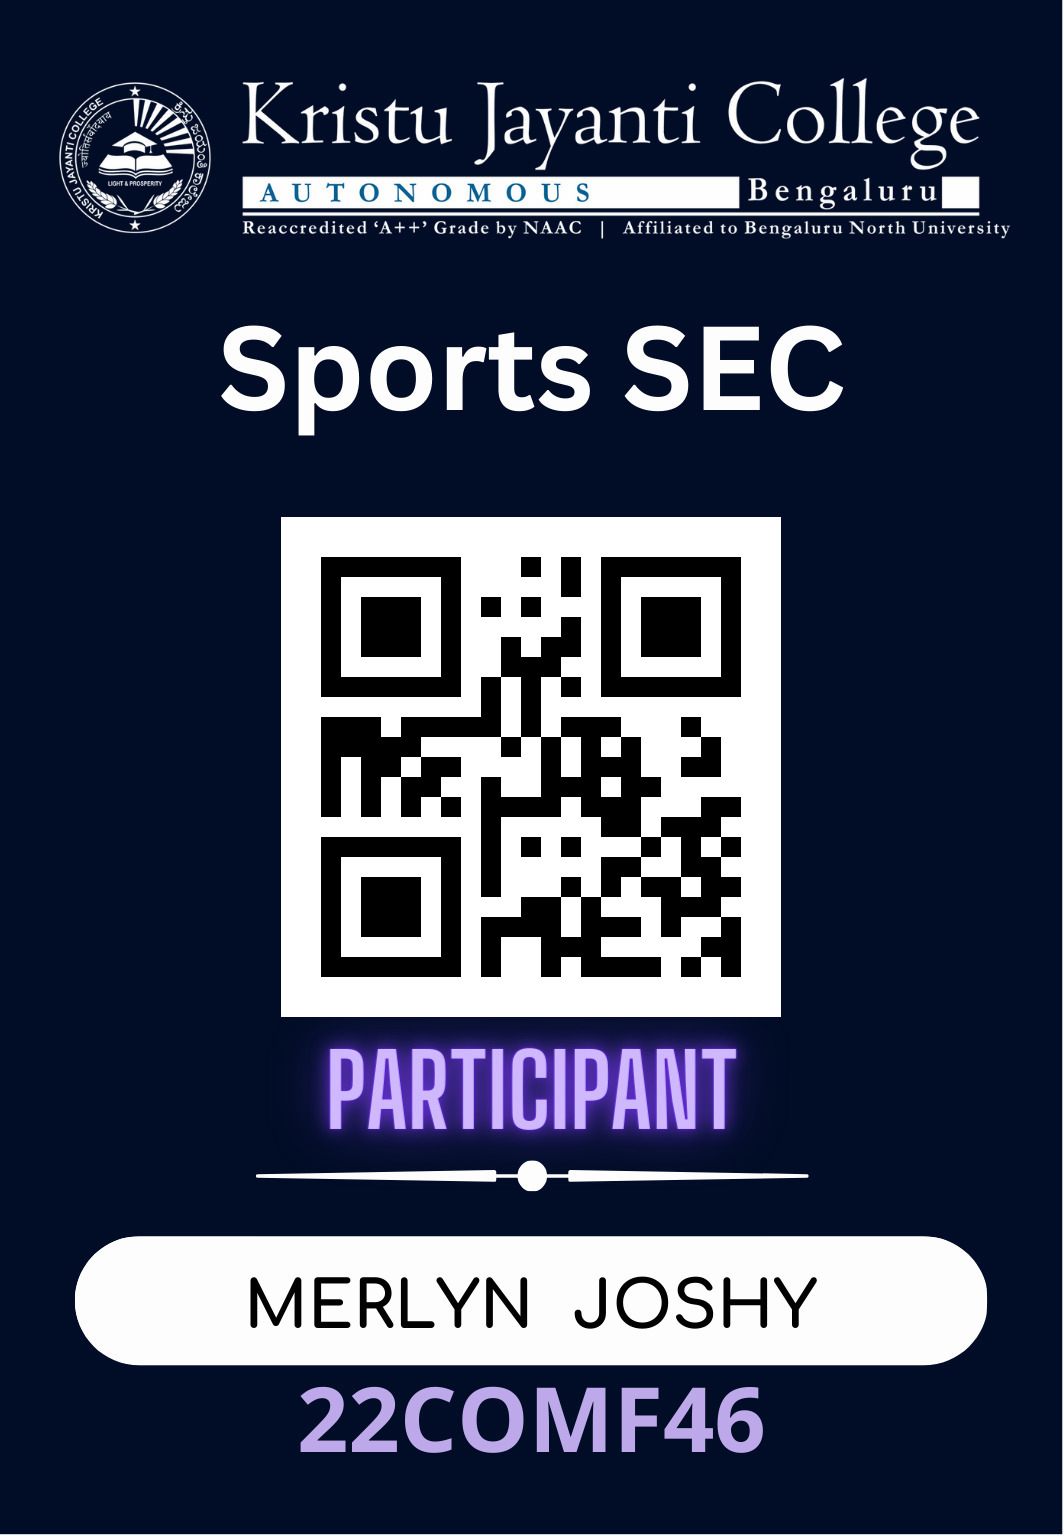 KRISTU JAYANTI COLLEGE
ಕ್ರಿಸ್ತು ಜಯಂತಿ ಕಾಲೇಜು
LIGHT & PROSPERITY
Kristu Jayanti College
AUTONOMOUS Bengaluru
Reaccredited ‘A++’ Grade by NAAC | Affiliated to Bengaluru North University
Sports SEC
PARTICIPANT
MERLYN JOSHY
22COMF46